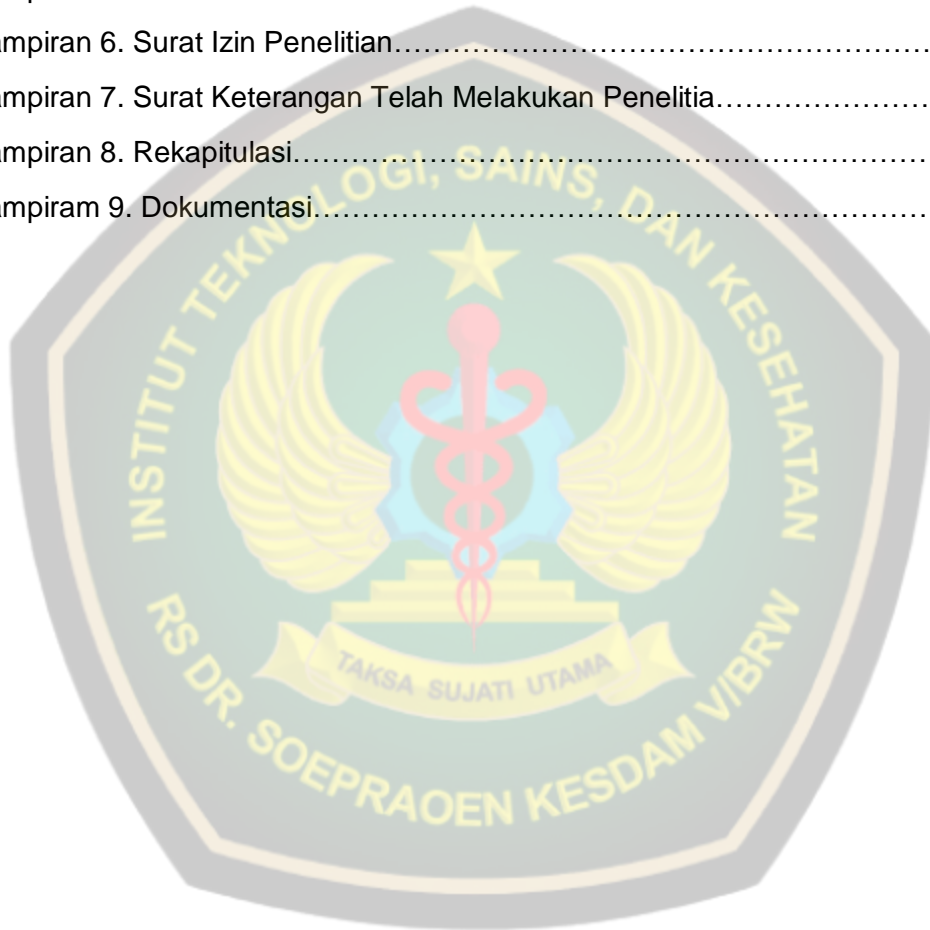 ampiran 6. Surat Izin Penelitian……………………………………………
ampiran 7. Surat Keterangan Telah Melakukan Penelitia…………………
ampiran 8. Rekapitulasi…………………………………………………………
ampiram 9. Dokumentasi………………………………………………………
INSTITUT TEKNOLOGI, SAINS, DAN KESEHATAN
TAKSA SUJATI UTAMA
RS DR. SOEPRAOEN KESDAM V/BRW